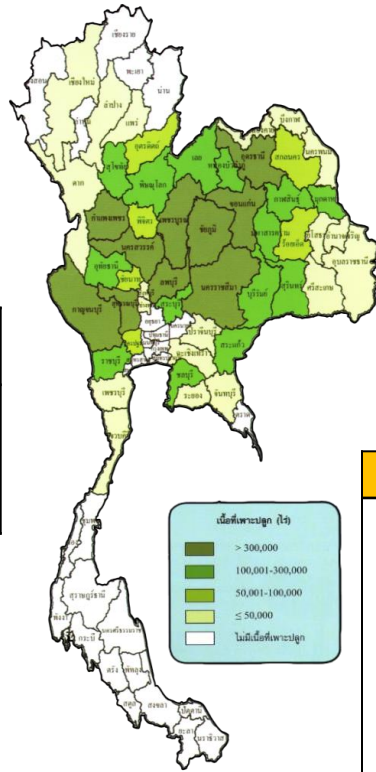 เชียงราย
พะเยา
น่าน
เชียงใหม่
ลำปาง
แพร่
อุตรดิตถ์
ตาก
สุโขทัย
พิษณุโลก
เลย
อุดรธานี
บึงกาฬ
สกลนคร
นครพนม
กำแพงเพชร
พิจิตร
เพชรบูรณ์
ขอนแก่น
กาฬสินธุ์
ชัยภูมิ
มหาสารคาม
ร้อยเอ็ด
ยโสธร
อำนาจเจริญ
อุบลราชธานี
นครสวรรค์
อุทัยธานี
ชัยนาท
ลพบุรี
นครราชสีมา
บุรีรัมย์
สุรินทร์
ศรีสะเกษ
กาญจนบุรี
สระบุรี
ปราจีนบุรี
ฉะเชิงเทรา
สระแก้ว
ราชบุรี
ชลบุรี
ระยอง
จันทบุรี
ตราด
เพชรบุรี
สุราษฎร์ธานี
กระบี่
นครศรีธรรมราช
ตรัง
พัทลุง
สตูล
สงขลา
ปัตตานี
ยะลา
นราธิวาส
เนื้อที่เพาะปลูก (ไร่)
> 300,000
100,001-300,000
50,001-100,000
≤ 50,000
ไม่มีเนื้อที่เพาะปลูก